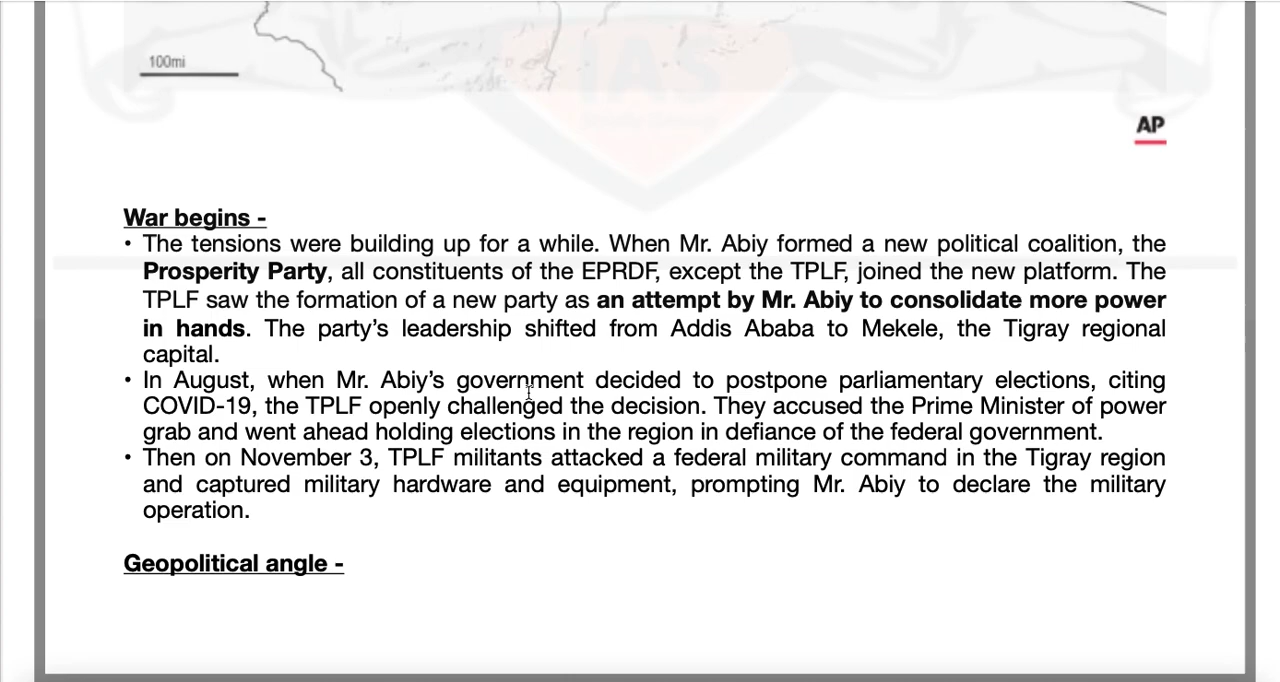 100mi
IAS
AP
War begins -
• The tensions were building up for a while. When Mr. Abiy formed a new political coalition, the
Prosperity Party, all constituents of the EPRDF, except the TPLF, joined the new platform. The
TPLF saw the formation of a new party as an attempt by Mr. Abiy to consolidate more power
in hands. The party’s leadership shifted from Addis Ababa to Mekele, the Tigray regional
capital.
• In August, when Mr. Abiy’s government decided to postpone parliamentary elections, citing
COVID-19, the TPLF openly challenged the decision. They accused the Prime Minister of power
grab and went ahead holding elections in the region in defiance of the federal government.
• Then on November 3, TPLF militants attacked a federal military command in the Tigray region
and captured military hardware and equipment, prompting Mr. Abiy to declare the military
operation.
Geopolitical angle -